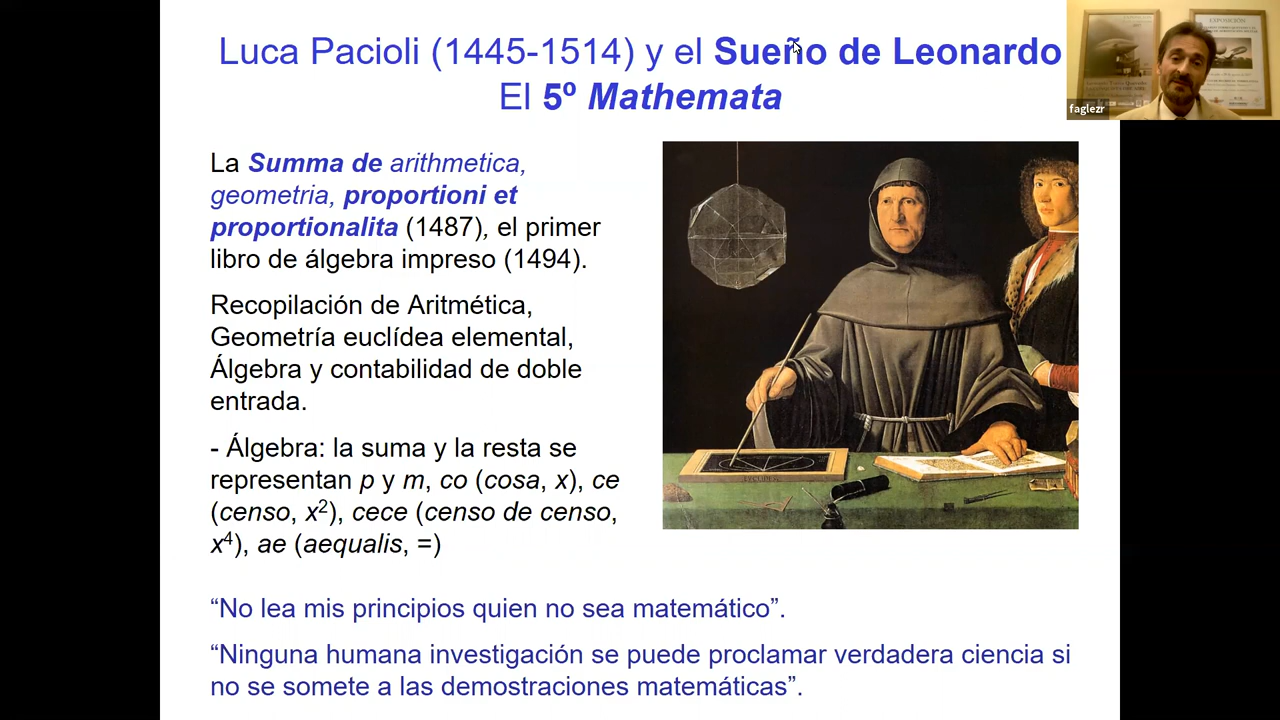 Luca Pacioli (1445-1514) y el Sueño de Leonardo
El 5º Mathemata
La Summa de arithmetica,
geometria, proportioni et
proportionalita (1487), el primer
libro de álgebra impreso (1494).
Recopilación de Aritmética,
Geometría euclídea elemental,
Álgebra y contabilidad de doble
entrada.
- Álgebra: la suma y la resta se
representan p y m, co (cosa, x), ce
(censo, x²), cece (censo de censo,
x⁴), ae (aequalis, =)
“No lea mis principios quien no sea matemático”.
“Ninguna humana investigación se puede proclamar verdadera ciencia si
no se somete a las demostraciones matemáticas”.
EXPOSICIÓN
faglezr